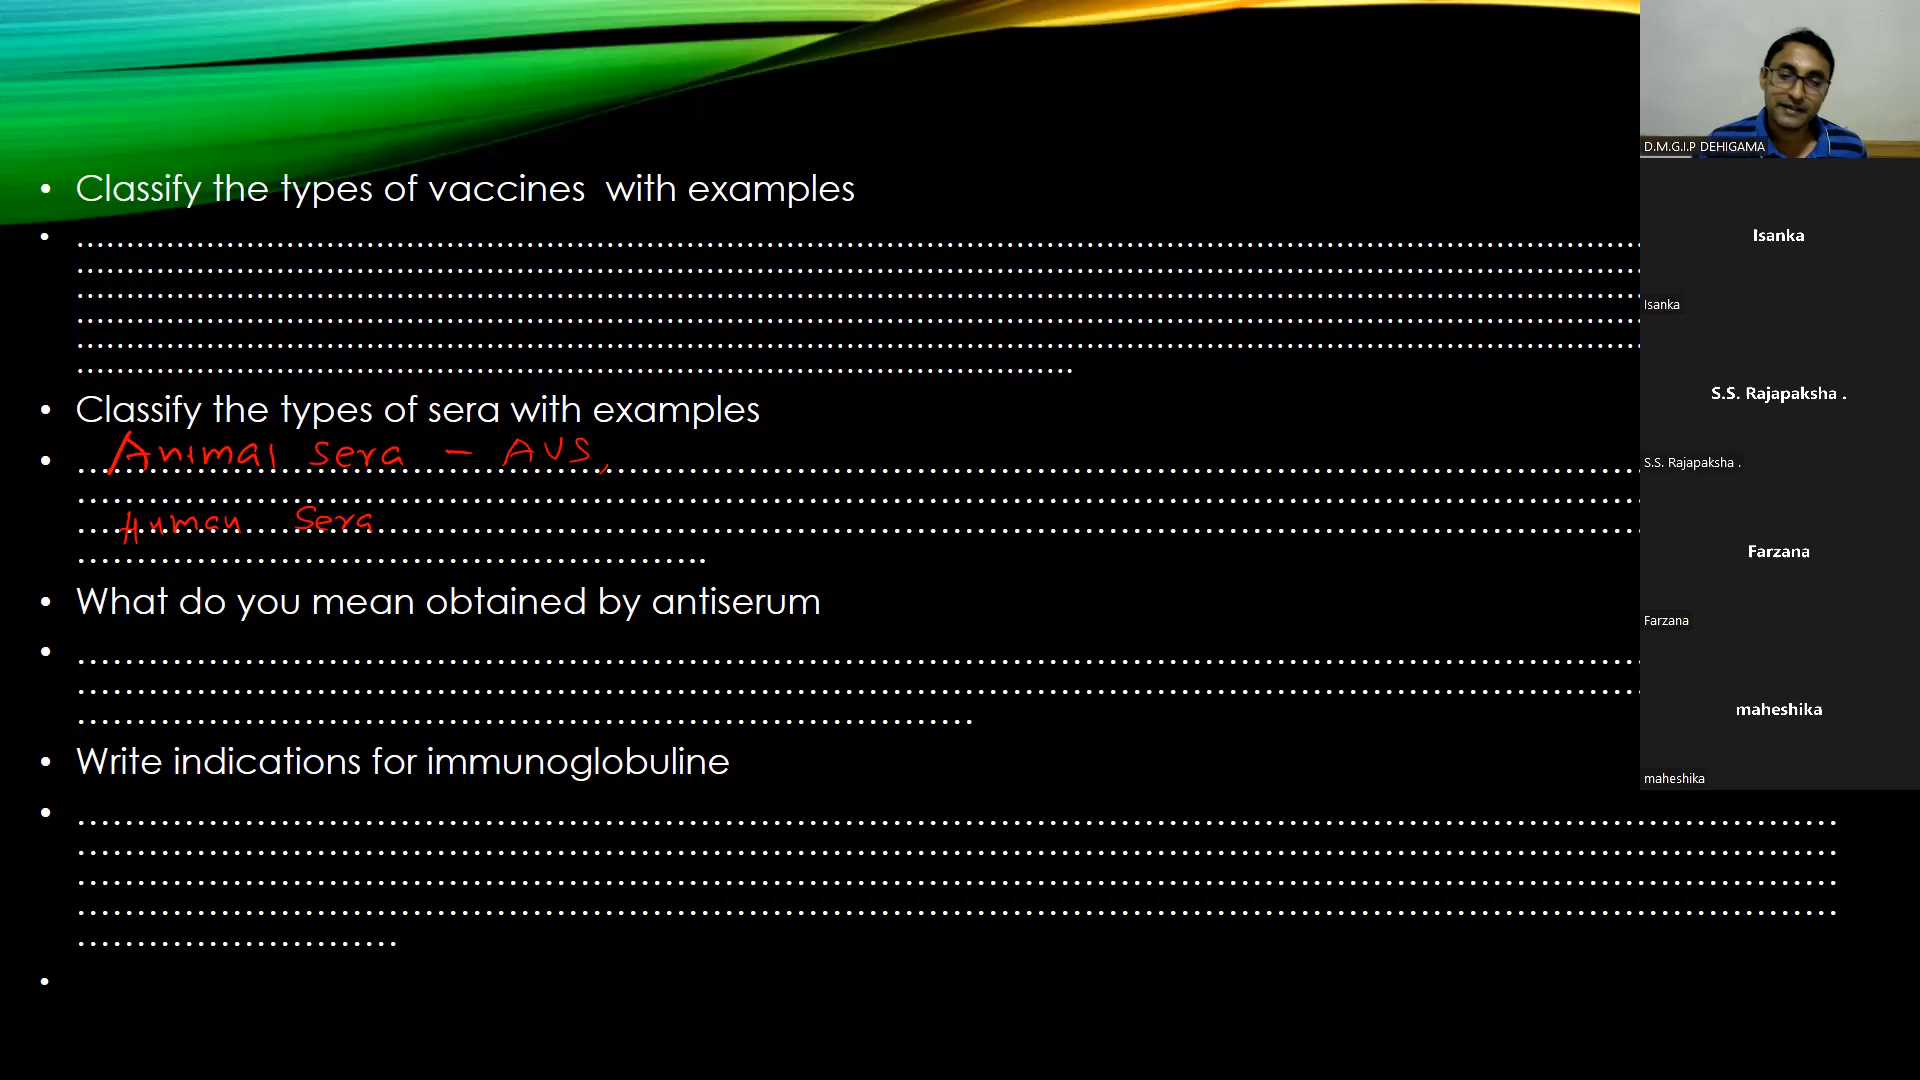 • Classify the types of vaccines  with examples
• ......................................................................................................................................................
......................................................................................................................................................
......................................................................................................................................................
......................................................................................................................................................
......................................................................................................................................................
....................................................................................................
• Classify the types of sera with examples
• Animal sera - AVS,
Human Sera
• What do you mean obtained by antiserum
• ......................................................................................................................................................
......................................................................................................................................................
...........................................................................
• Write indications for immunoglobuline
• ......................................................................................................................................................
......................................................................................................................................................
......................................................................................................................................................
......................................................................................................................................................
...........................
•
D.M.G.I.P DEHIGAMA
Isanka
Isanka
S.S. Rajapaksha .
S.S. Rajapaksha .
Farzana
Farzana
maheshika
maheshika